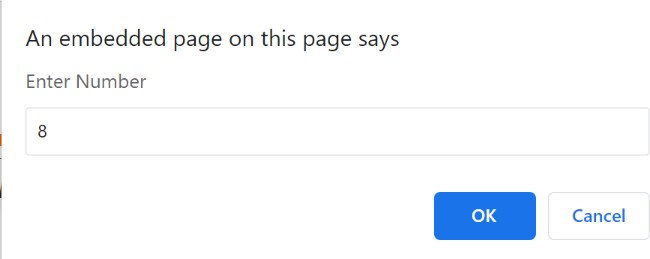 An embedded page on this page says
Enter Number
8
OK Cancel